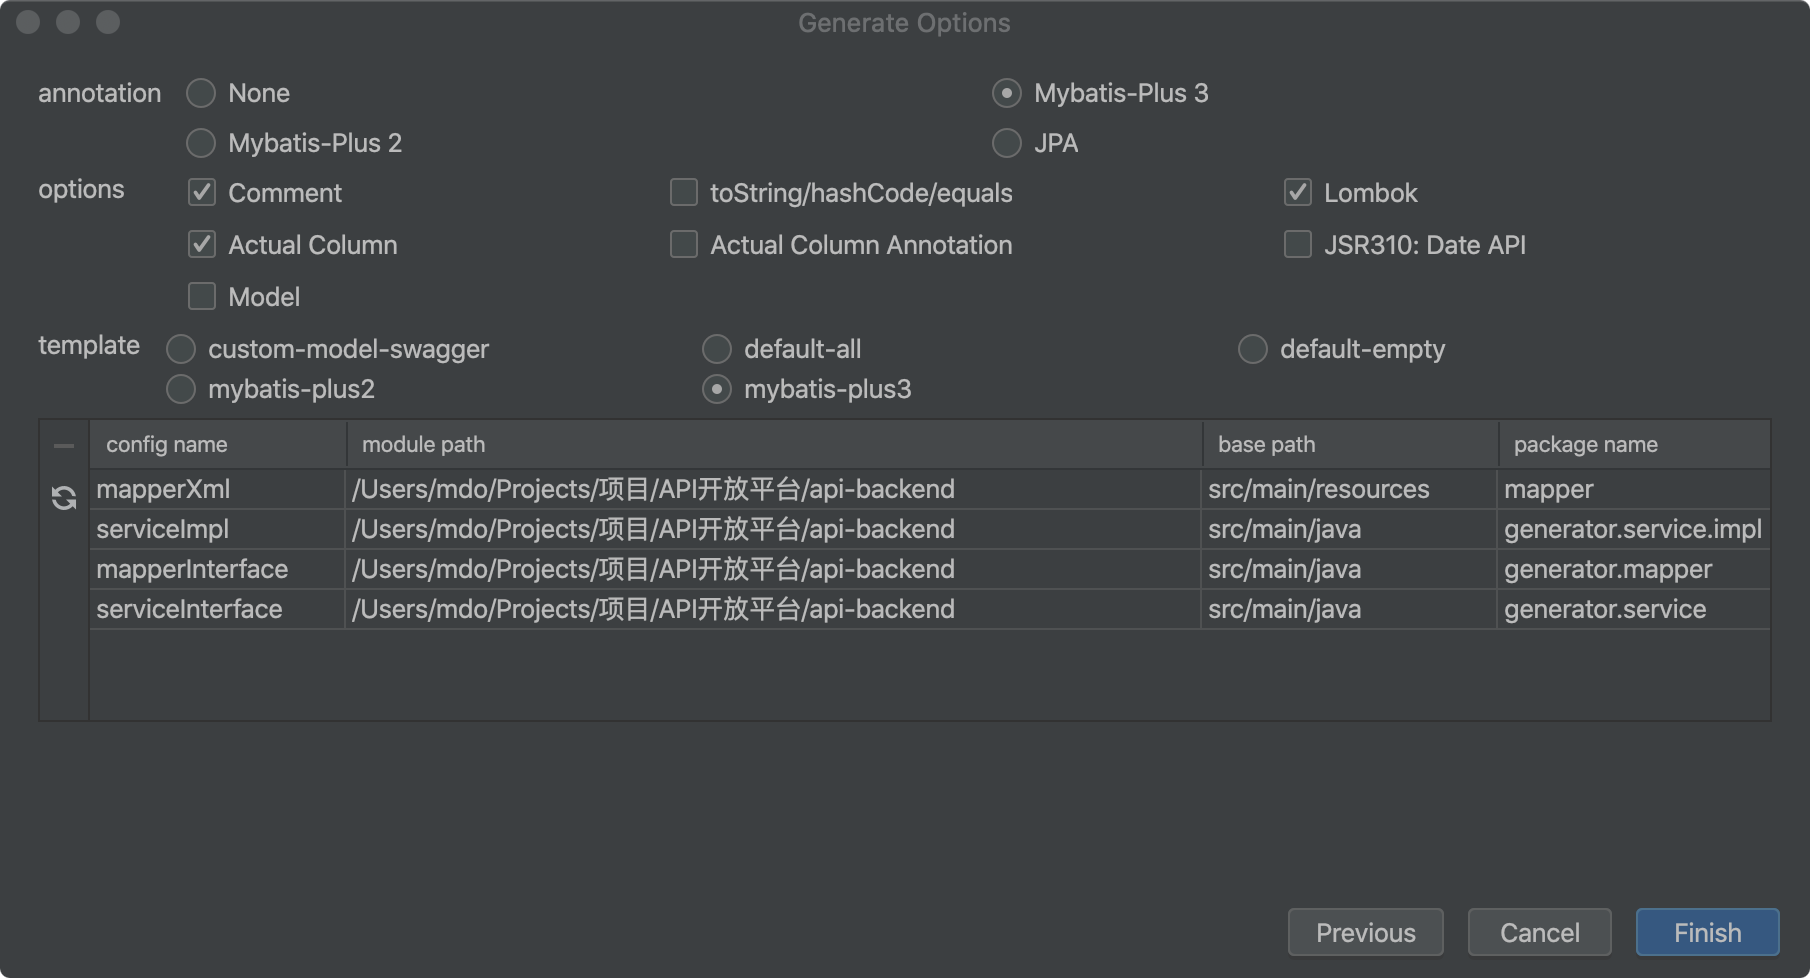 Generate Options
annotation None Mybatis-Plus 3
Mybatis-Plus 2 JPA
options Comment toString/hashCode/equals Lombok
Actual Column Actual Column Annotation JSR310: Date API
Model
template custom-model-swagger default-all default-empty
mybatis-plus2 mybatis-plus3
config name module path base path package name
mapperXml /Users/mdo/Projects/项目/API开放平台/api-backend src/main/resources mapper
serviceImpl /Users/mdo/Projects/项目/API开放平台/api-backend src/main/java generator.service.impl
mapperInterface /Users/mdo/Projects/项目/API开放平台/api-backend src/main/java generator.mapper
serviceInterface /Users/mdo/Projects/项目/API开放平台/api-backend src/main/java generator.service
Previous Cancel Finish